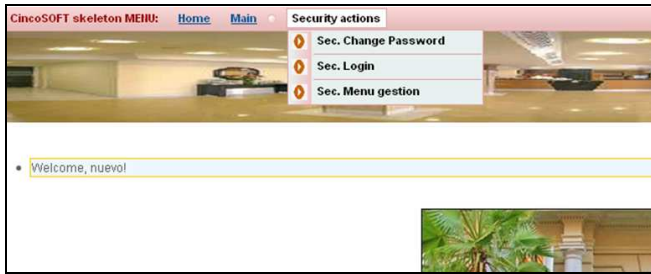 CincoSOFT skeleton MENU: Home Main Security actions
Sec. Change Password
Sec. Login
Sec. Menu gestion
Welcome, nuevo!